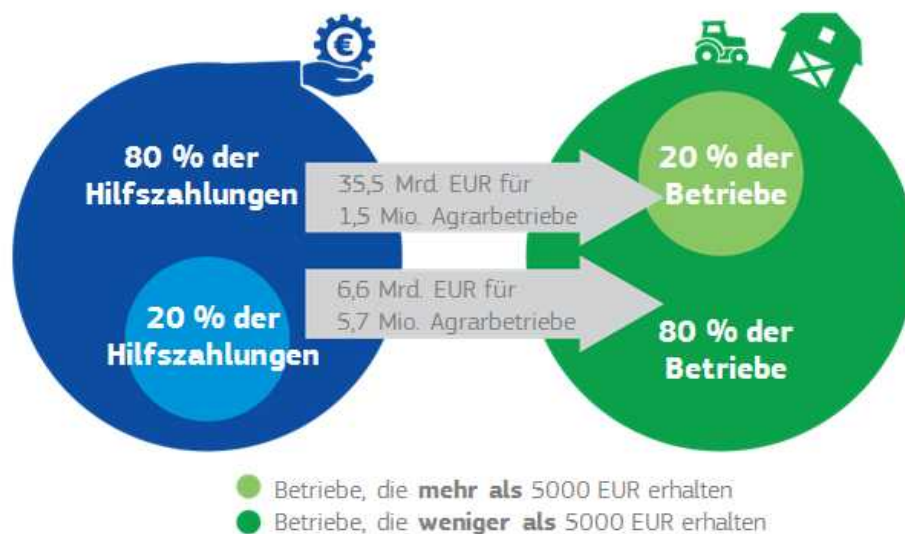 €
80 % der
Hilfszahlungen
35,5 Mrd. EUR für
1,5 Mio. Agrarbetriebe
20 % der
Betriebe
20 % der
Hilfszahlungen
6,6 Mrd. EUR für
5,7 Mio. Agrarbetriebe
80 % der
Betriebe
Betriebe, die mehr als 5000 EUR erhalten
Betriebe, die weniger als 5000 EUR erhalten